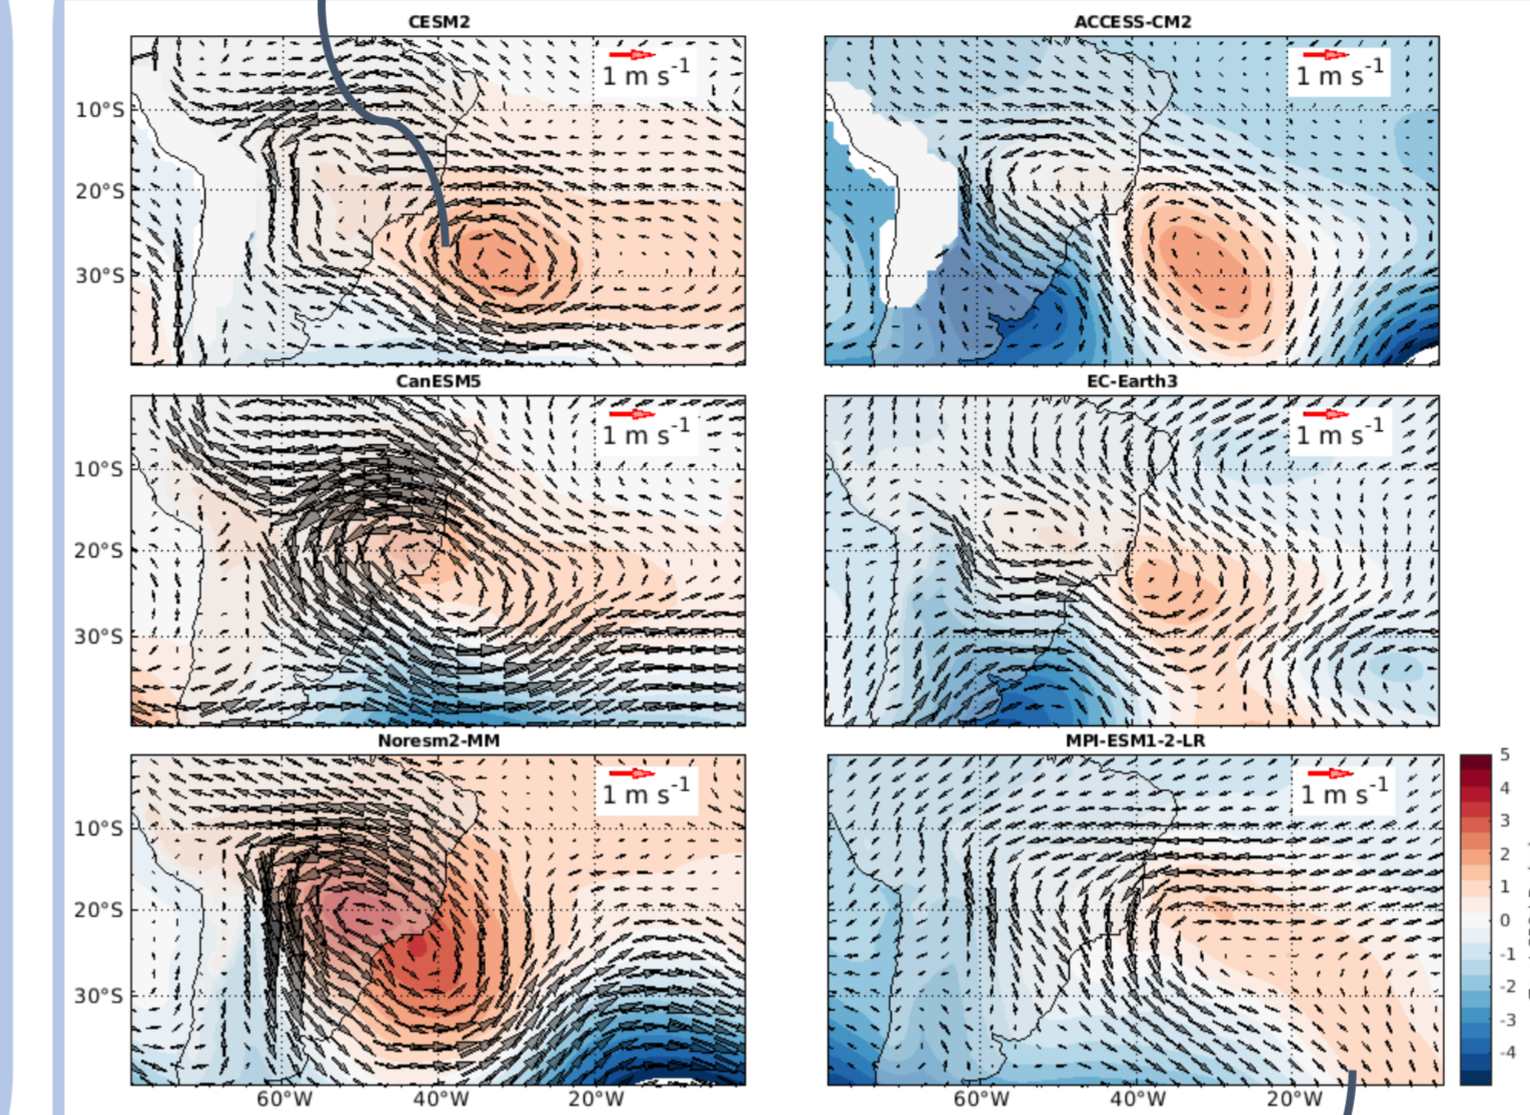 CESM2
ACCESS-CM2
1 m s⁻¹
1 m s⁻¹
10°S
20°S
30°S
CanESM5
EC-Earth3
1 m s⁻¹
1 m s⁻¹
10°S
20°S
30°S
Noresm2-MM
MPI-ESM1-2-LR
1 m s⁻¹
1 m s⁻¹
10°S
20°S
30°S
5
4
3
2
1
0
-1
-2
-3
-4
60°W 40°W 20°W
60°W 40°W 20°W